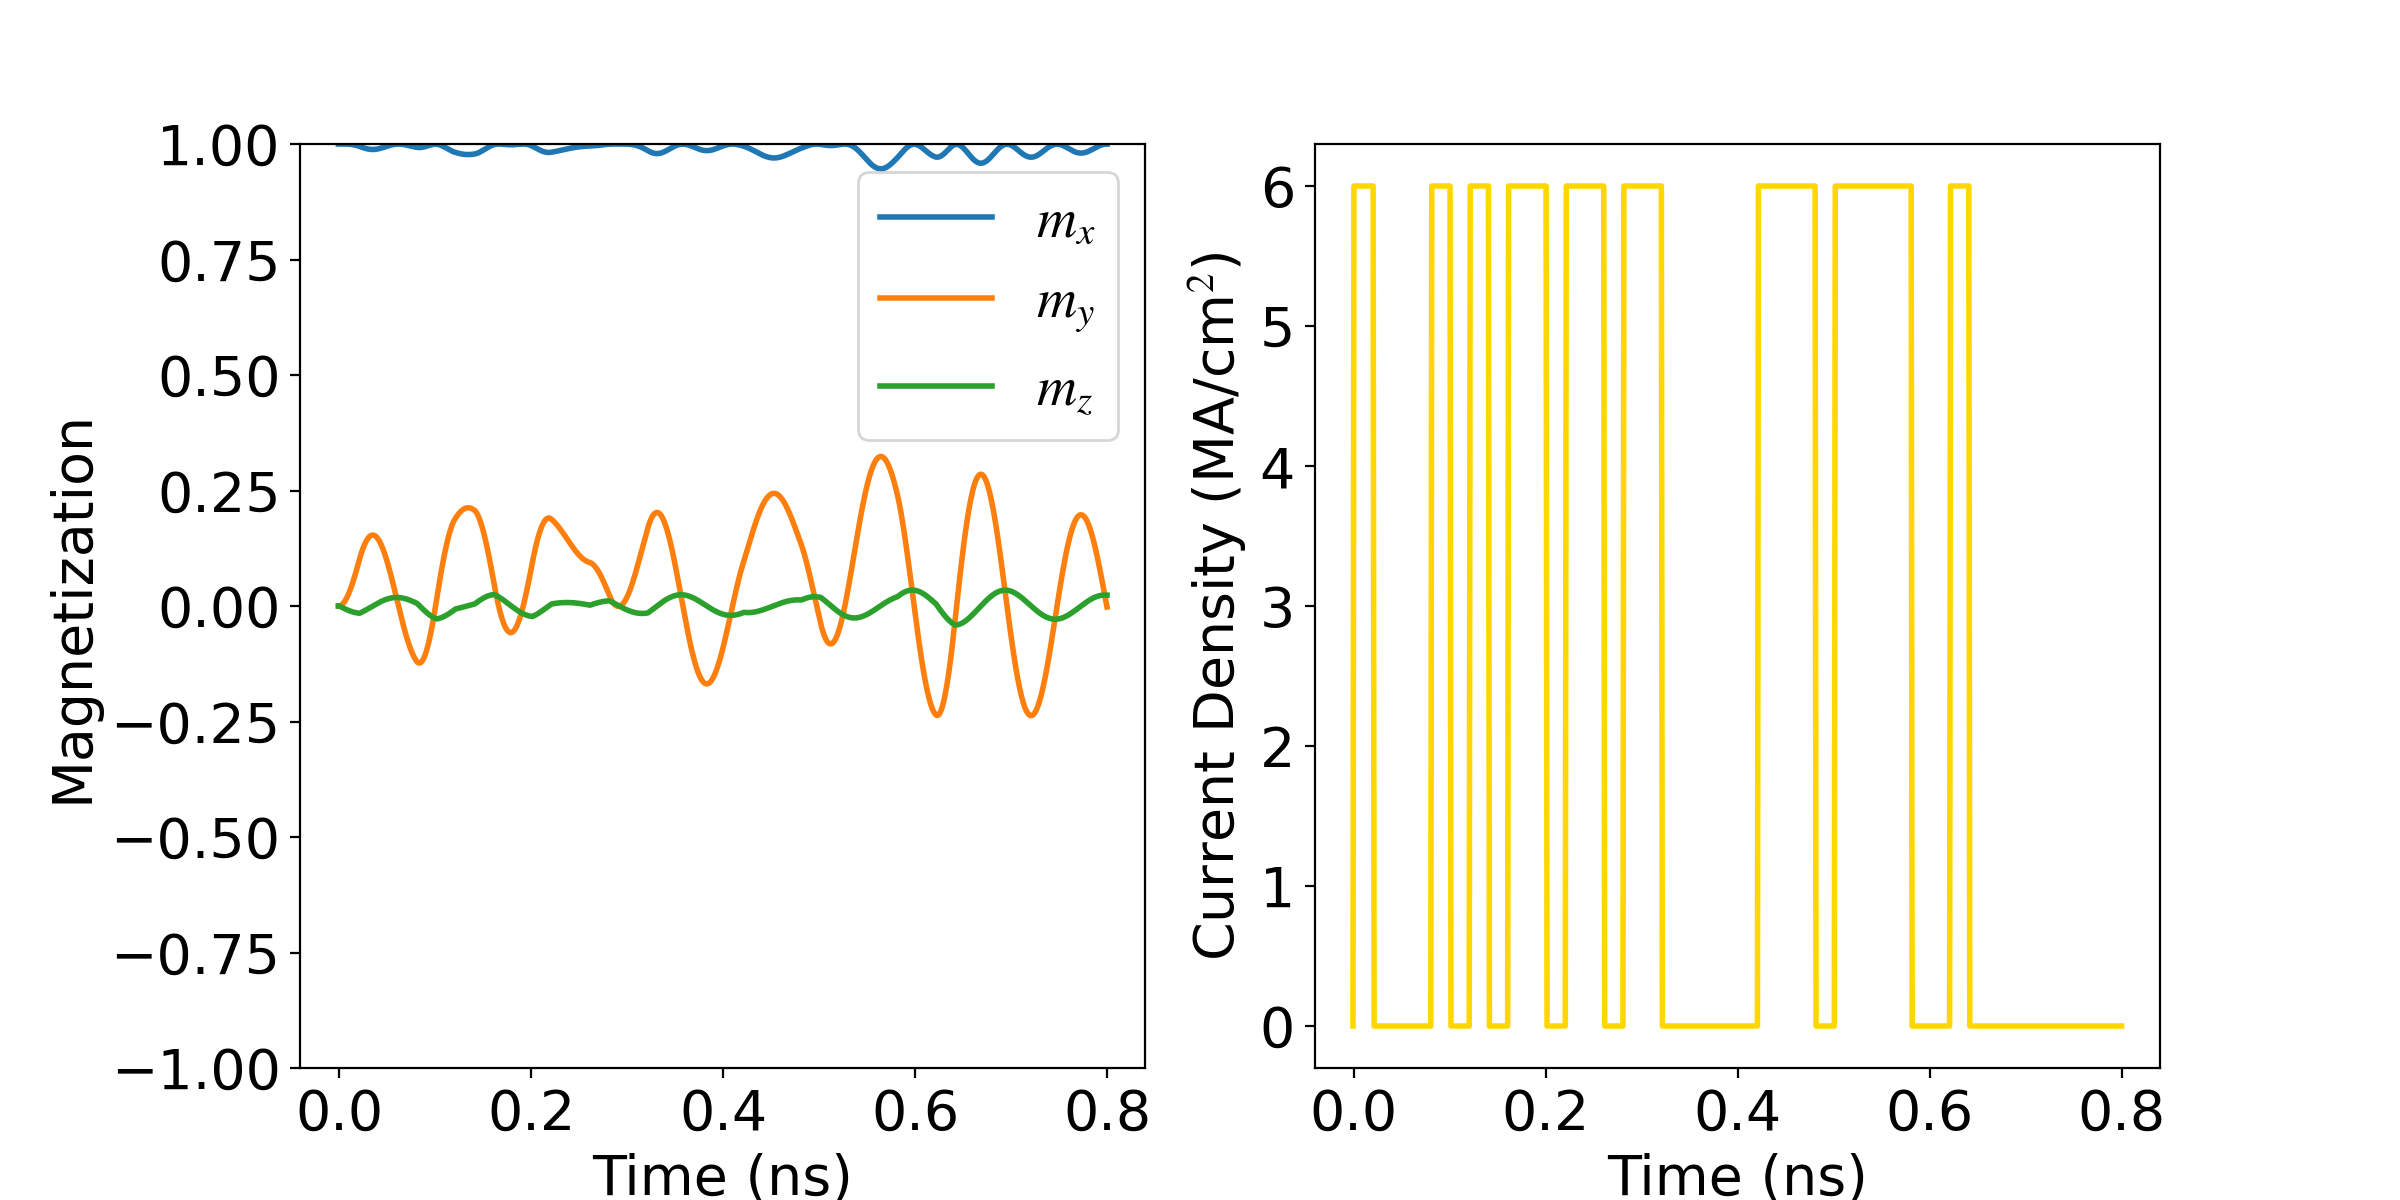 1.00
0.75
0.50
0.25
0.00
−0.25
−0.50
−0.75
−1.00
Magnetization
0.0 0.2 0.4 0.6 0.8
Time (ns)
m_x
m_y
m_z
6
5
4
3
2
1
0
Current Density (MA/cm²)
0.0 0.2 0.4 0.6 0.8
Time (ns)